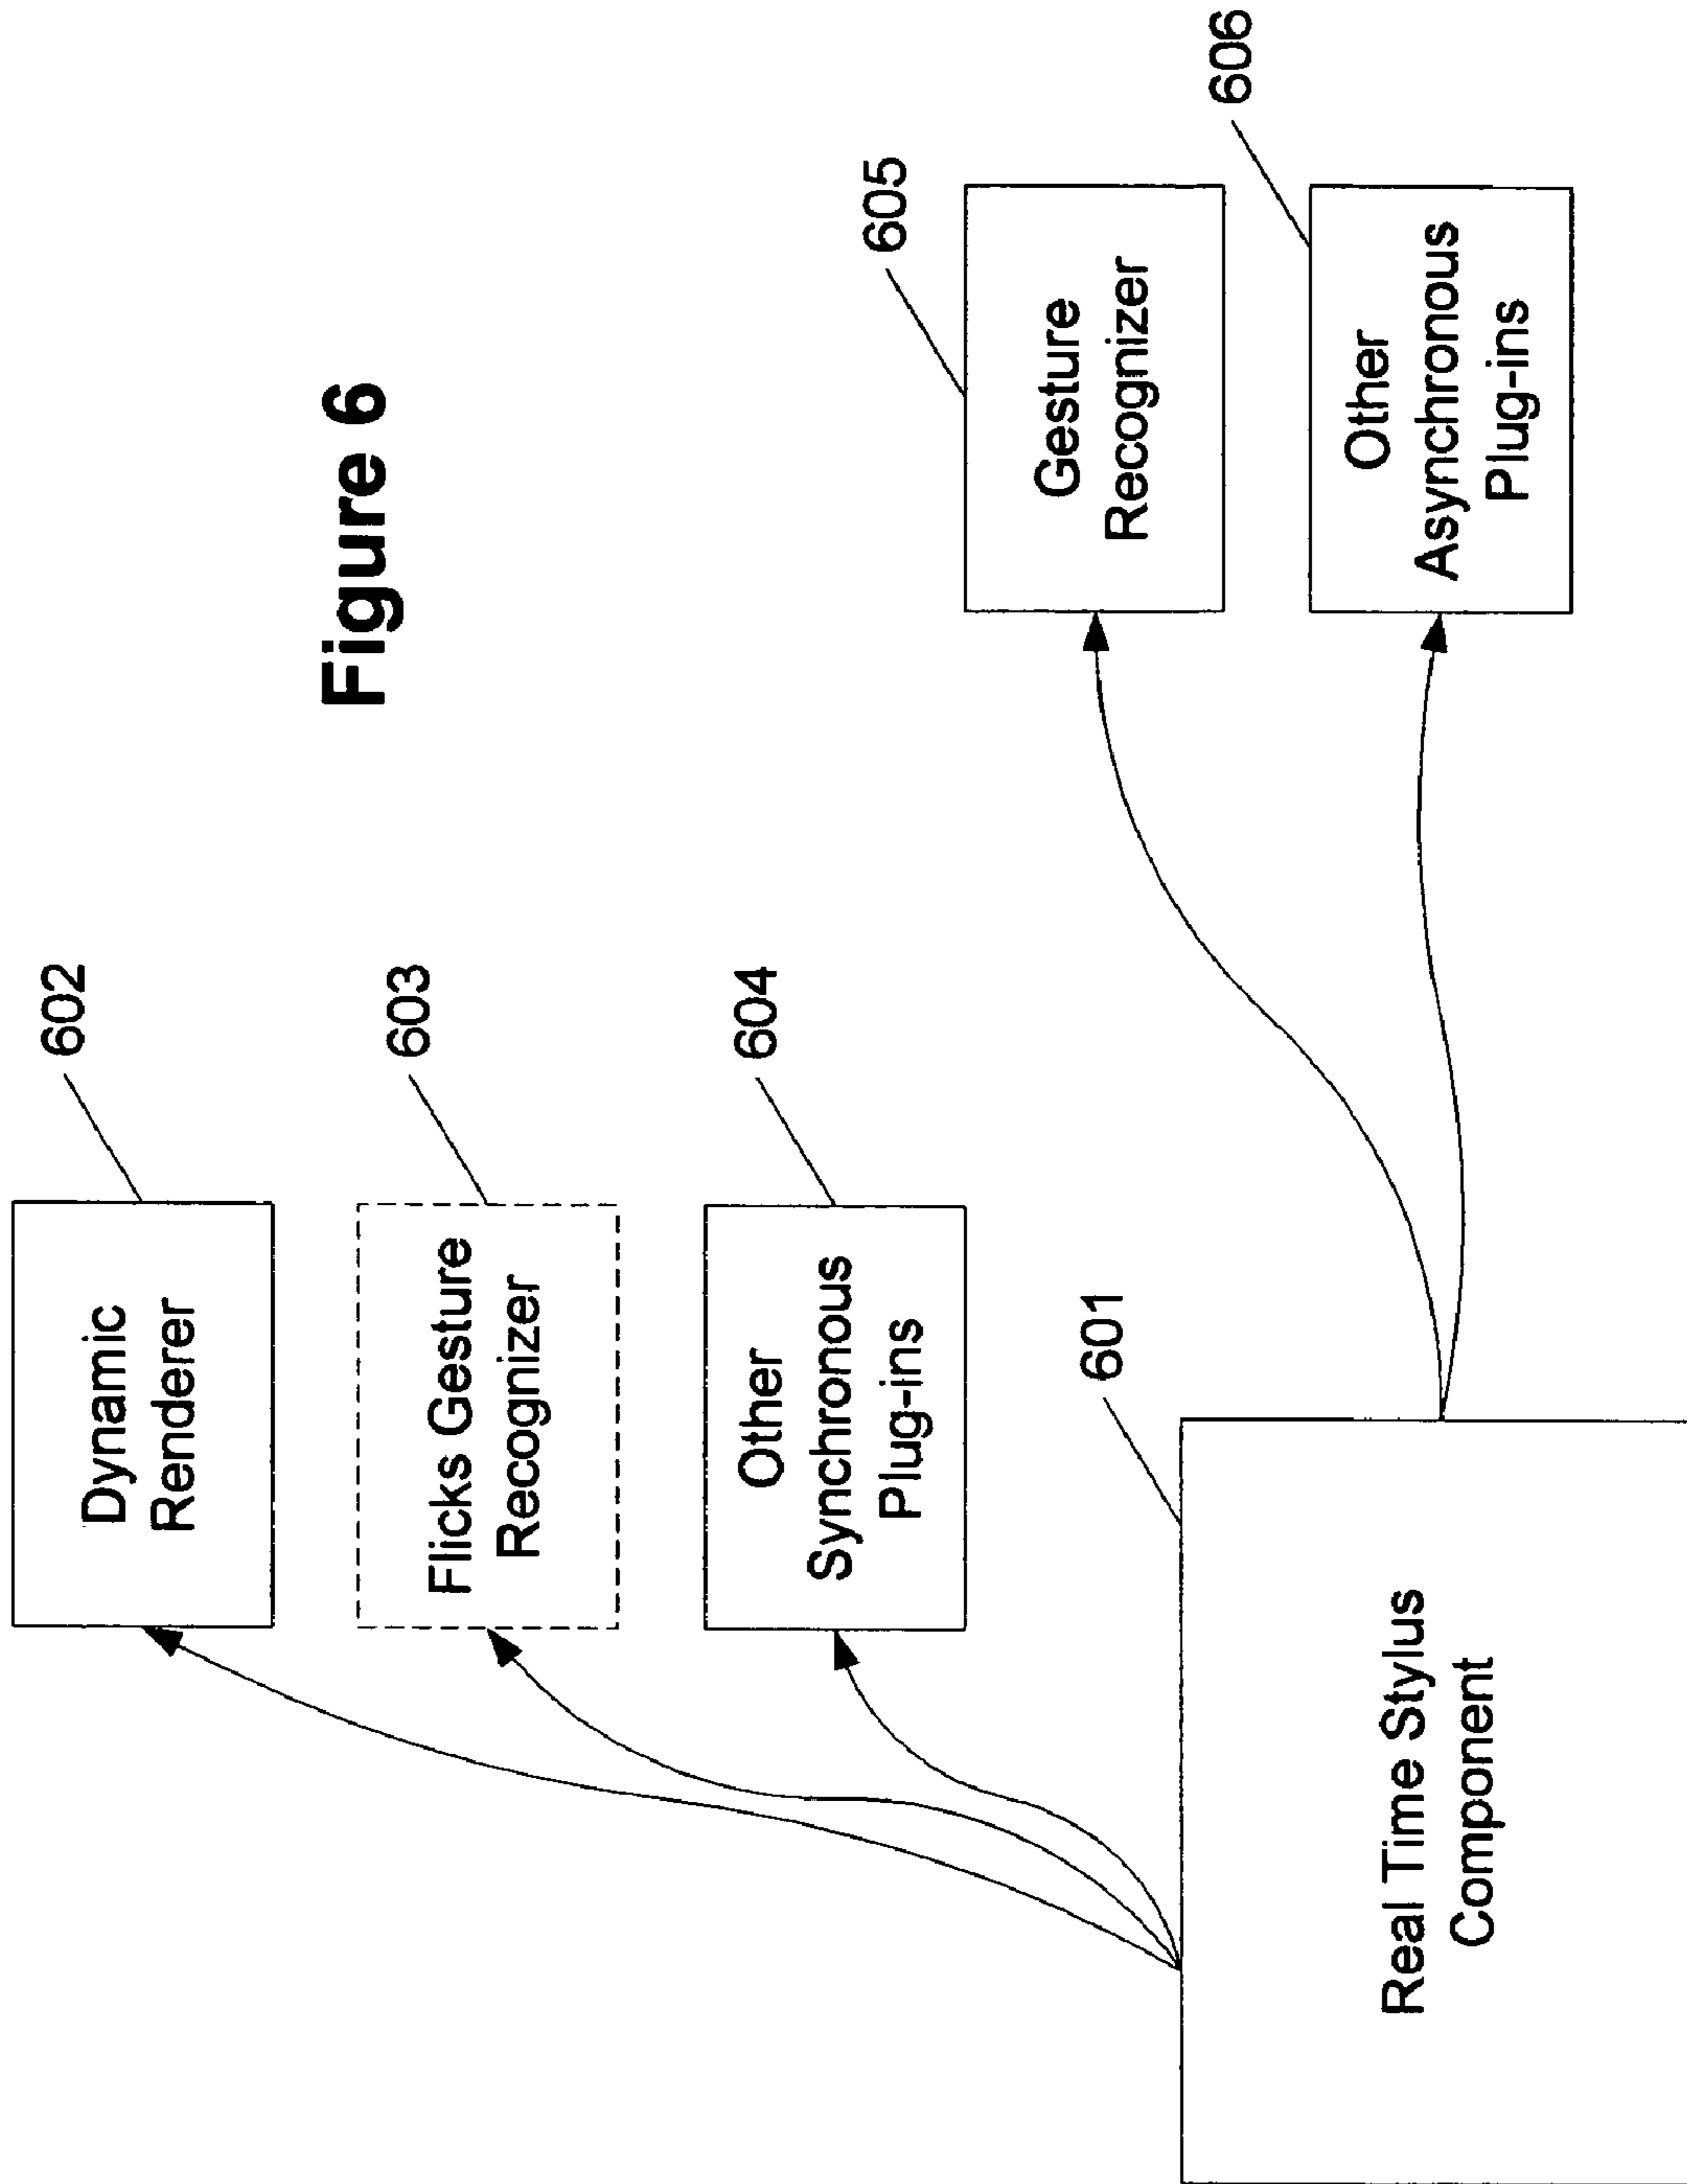 Figure 6
602
Dynamic
Renderer
603
Flicks Gesture
Recognizer
604
Other
Synchronous
Plug-ins
601
Real Time Stylus
Component
605
Gesture
Recognizer
606
Other
Asynchronous
Plug-ins